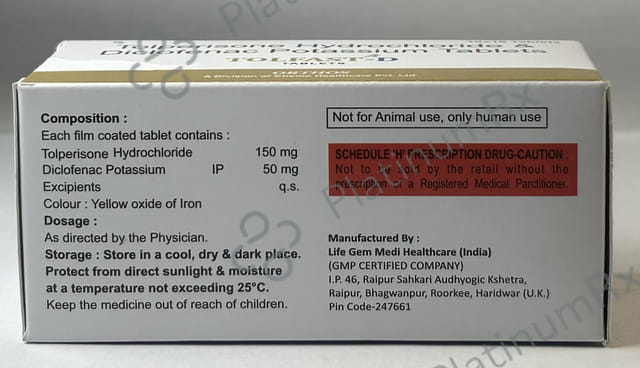 Tolperisone Hydrochloride &
Diclofenac Potassium Tablets
TOLFAST-D
TABLETS
ORTHOS
A Division of Chemo Healthcare Pvt. Ltd.
Composition :
Each film coated tablet contains :
Tolperisone Hydrochloride 150 mg
Diclofenac Potassium IP 50 mg
Excipients q.s.
Colour : Yellow oxide of Iron
Dosage :
As directed by the Physician.
Storage : Store in a cool, dry & dark place.
Protect from direct sunlight & moisture
at a temperature not exceeding 25°C.
Keep the medicine out of reach of children.
Not for Animal use, only human use
SCHEDULE 'H' PRESCRIPTION DRUG-CAUTION :
Not to be sold by the retail without the
prescription of a Registered Medical Parctitioner.
Manufactured By :
Life Gem Medi Healthcare (India)
(GMP CERTIFIED COMPANY)
I.P. 46, Raipur Sahkari Audhyogic Kshetra,
Raipur, Bhagwanpur, Roorkee, Haridwar (U.K.)
Pin Code-247661
PlatinumRx
PlatinumRx
PlatinumRx